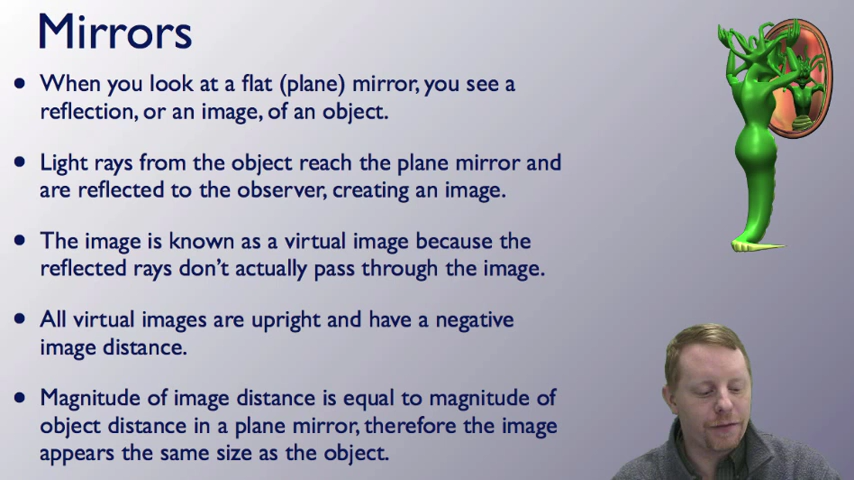 Mirrors
• When you look at a flat (plane) mirror, you see a
reflection, or an image, of an object.
• Light rays from the object reach the plane mirror and
are reflected to the observer, creating an image.
• The image is known as a virtual image because the
reflected rays don’t actually pass through the image.
• All virtual images are upright and have a negative
image distance.
• Magnitude of image distance is equal to magnitude of
object distance in a plane mirror, therefore the image
appears the same size as the object.